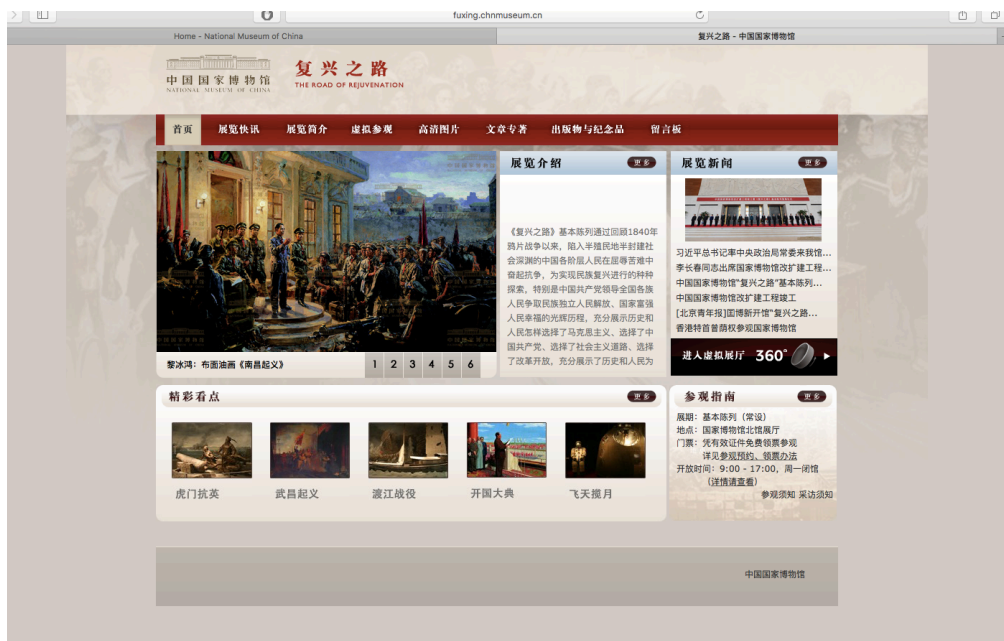 fuxing.chnmuseum.cn
Home - National Museum of China
复兴之路 - 中国国家博物馆
中国国家博物馆
NATIONAL MUSEUM OF CHINA
复兴之路
THE ROAD OF REJUVENATION
首页 展览快讯 展览简介 虚拟参观 高清图片 文章专著 出版物与纪念品 留言板
展览介绍 更多
《复兴之路》基本陈列通过回顾1840年
鸦片战争以来，陷入半殖民地半封建社
会深渊的中国各阶层人民在屈辱苦难中
奋起抗争，为实现民族复兴进行的种种
探索，特别是中国共产党领导全国各族
人民争取民族独立人民解放、国家富强
人民幸福的光辉历程，充分展示历史和
人民怎样选择了马克思主义、选择了中
国共产党、选择了社会主义道路、选择
了改革开放，充分展示了历史和人民为
展览新闻 更多
习近平总书记率中央政治局常委来我馆...
李长春同志出席国家博物馆改扩建工程...
中国国家博物馆“复兴之路”基本陈列...
中国国家博物馆改扩建工程竣工
[北京青年报]国博新开馆“复兴之路...
香港特首曾荫权参观国家博物馆
进入虚拟展厅 360°
黎冰鸿：布面油画《南昌起义》 1 2 3 4 5 6
精彩看点 更多
虎门抗英 武昌起义 渡江战役 开国大典 飞天揽月
参观指南 更多
展期：基本陈列（常设）
地点：国家博物馆北馆展厅
门票：凭有效证件免费领票参观
详见参观预约、领票办法
开放时间：9:00 - 17:00，周一闭馆
（详情请查看）
参观须知 采访须知
中国国家博物馆